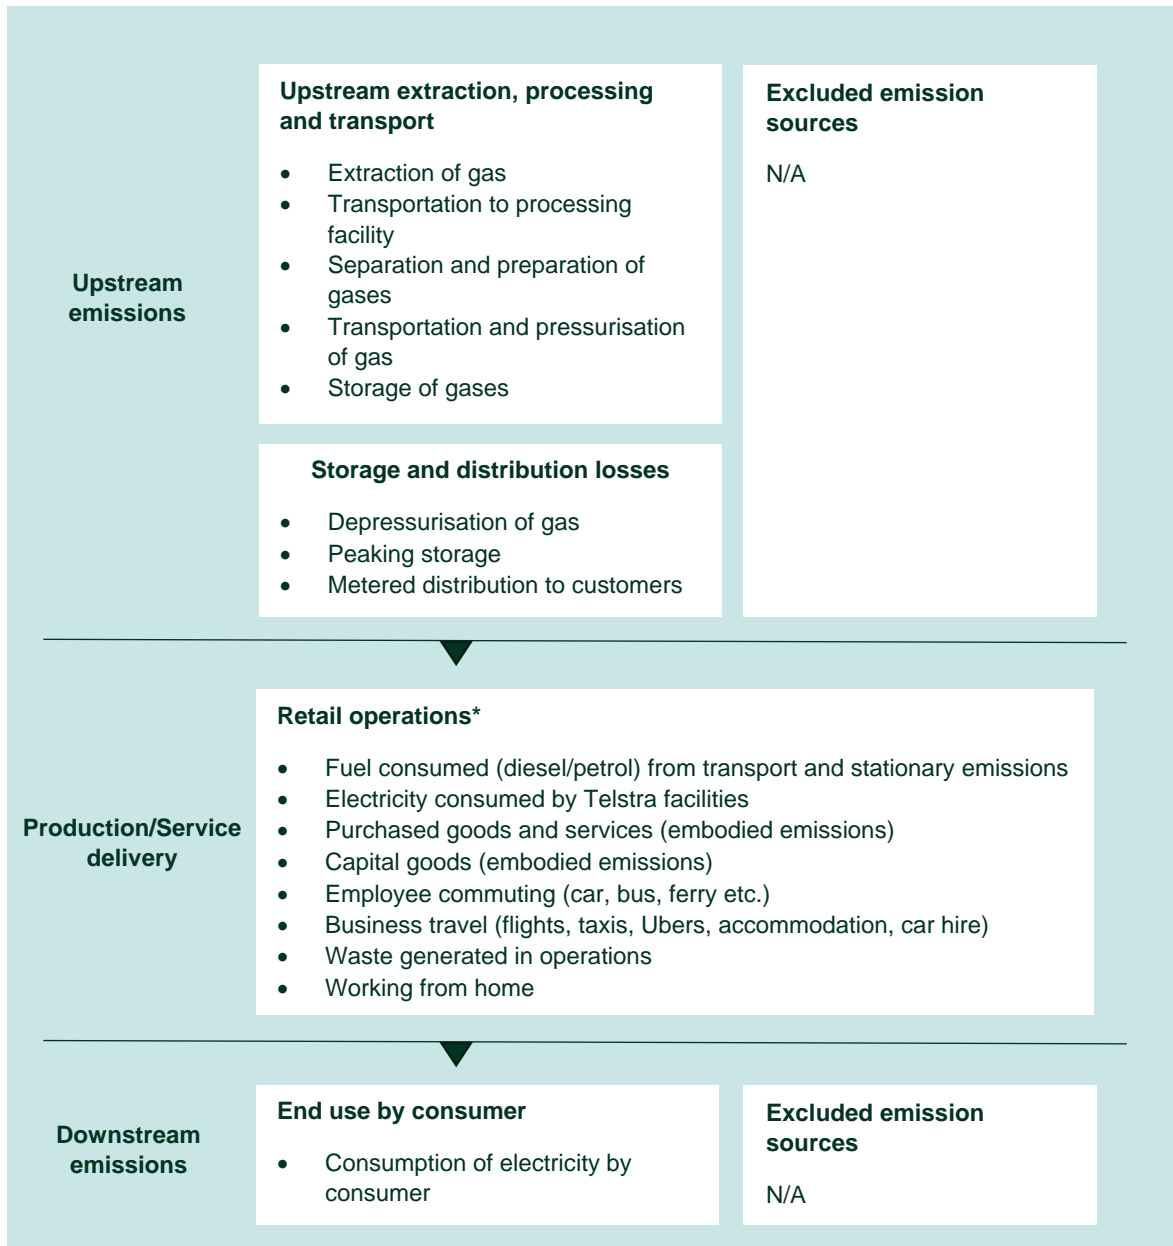 Upstream
emissions
Upstream extraction, processing
and transport
• Extraction of gas
• Transportation to processing
facility
• Separation and preparation of
gases
• Transportation and pressurisation
of gas
• Storage of gases
Storage and distribution losses
• Depressurisation of gas
• Peaking storage
• Metered distribution to customers
Excluded emission
sources
N/A
Production/Service
delivery
Retail operations*
• Fuel consumed (diesel/petrol) from transport and stationary emissions
• Electricity consumed by Telstra facilities
• Purchased goods and services (embodied emissions)
• Capital goods (embodied emissions)
• Employee commuting (car, bus, ferry etc.)
• Business travel (flights, taxis, Ubers, accommodation, car hire)
• Waste generated in operations
• Working from home
Downstream
emissions
End use by consumer
• Consumption of electricity by
consumer
Excluded emission
sources
N/A